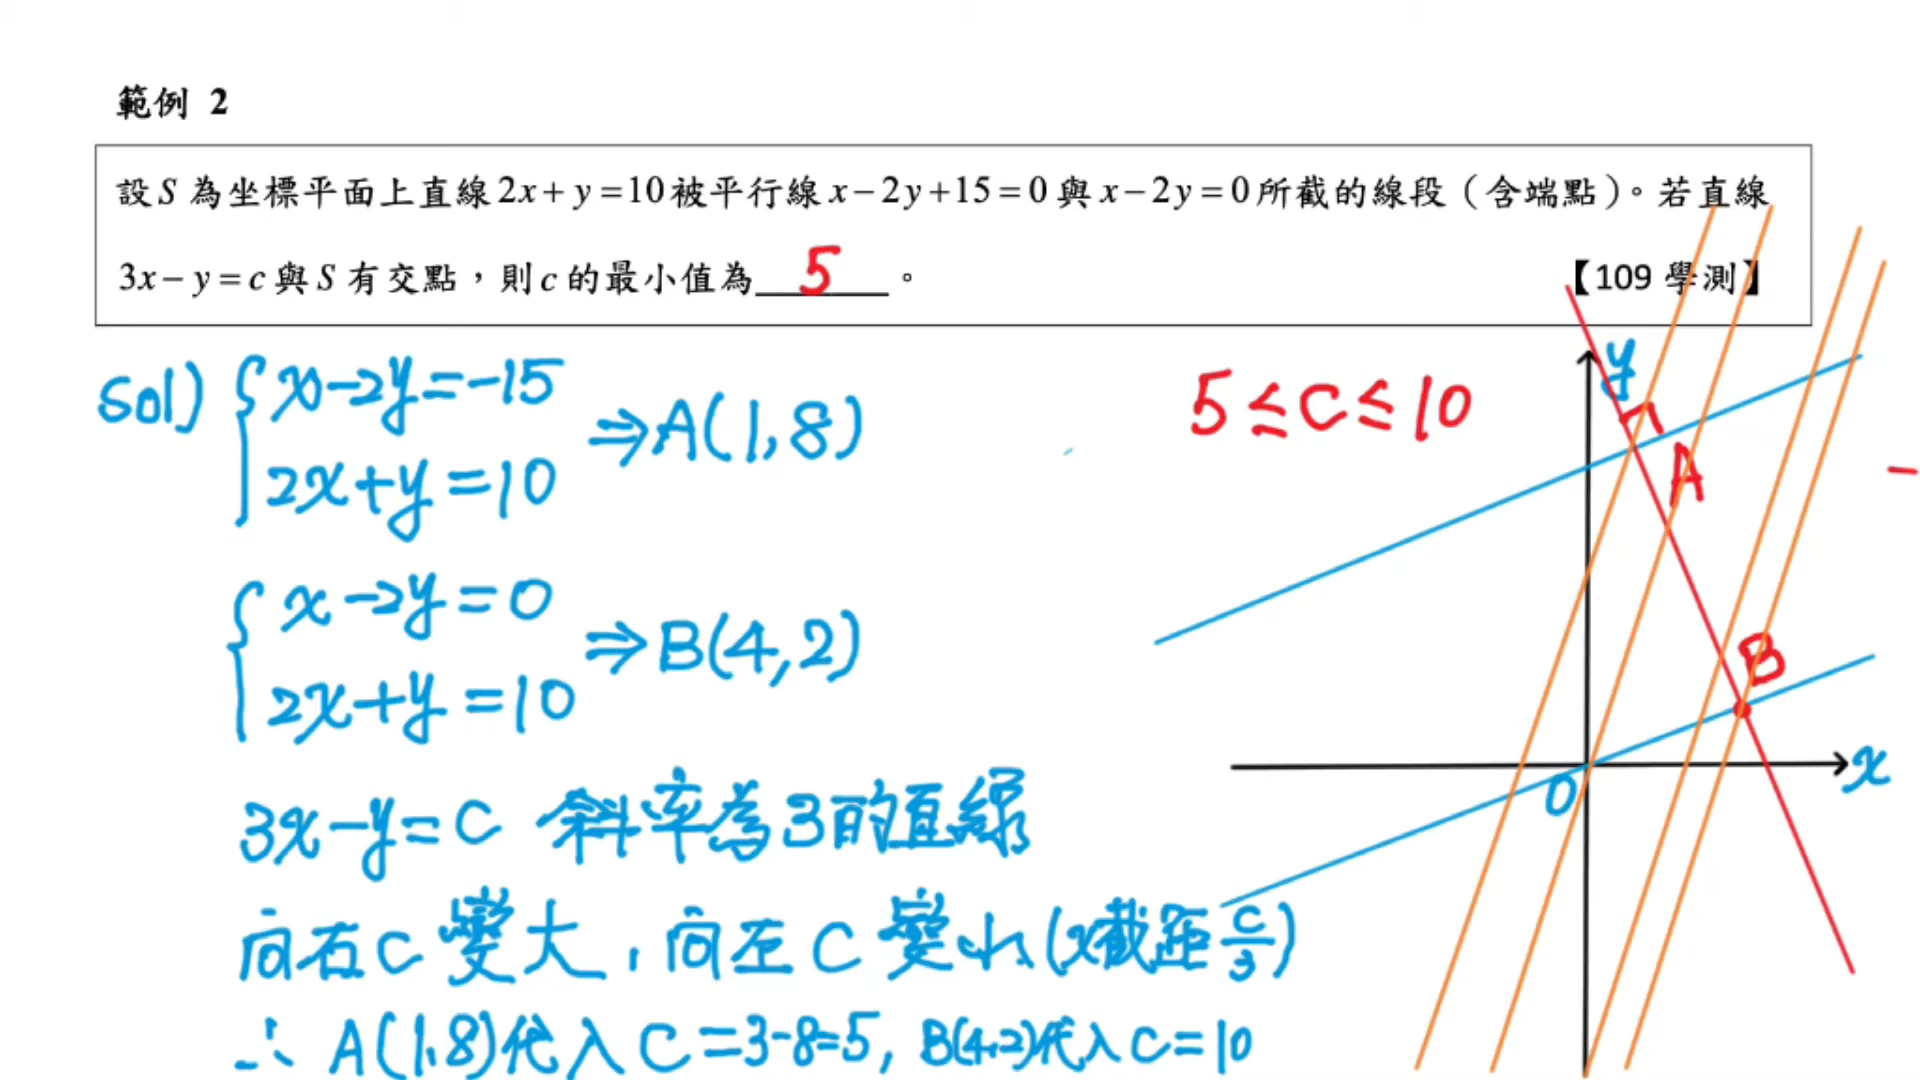 範例 2
設S為坐標平面上直線2x+y=10被平行線x-2y+15=0與x-2y=0所截的線段(含端點)。若直線
3x-y=c與S有交點，則c的最小值為 5 。 【109 學測】
sol) {x-2y=-15
2x+y=10 ⇒A(1,8)
5≤C≤10
y
A
-
{x-2y=0
2x+y=10 ⇒B(4,2)
B
O
x
3x-y=C 斜率為3的直線
向右C變大，向左C變小(x截距c/3)
∴ A(1,8)代入C=3-8=5, B(4,2)代入C=10